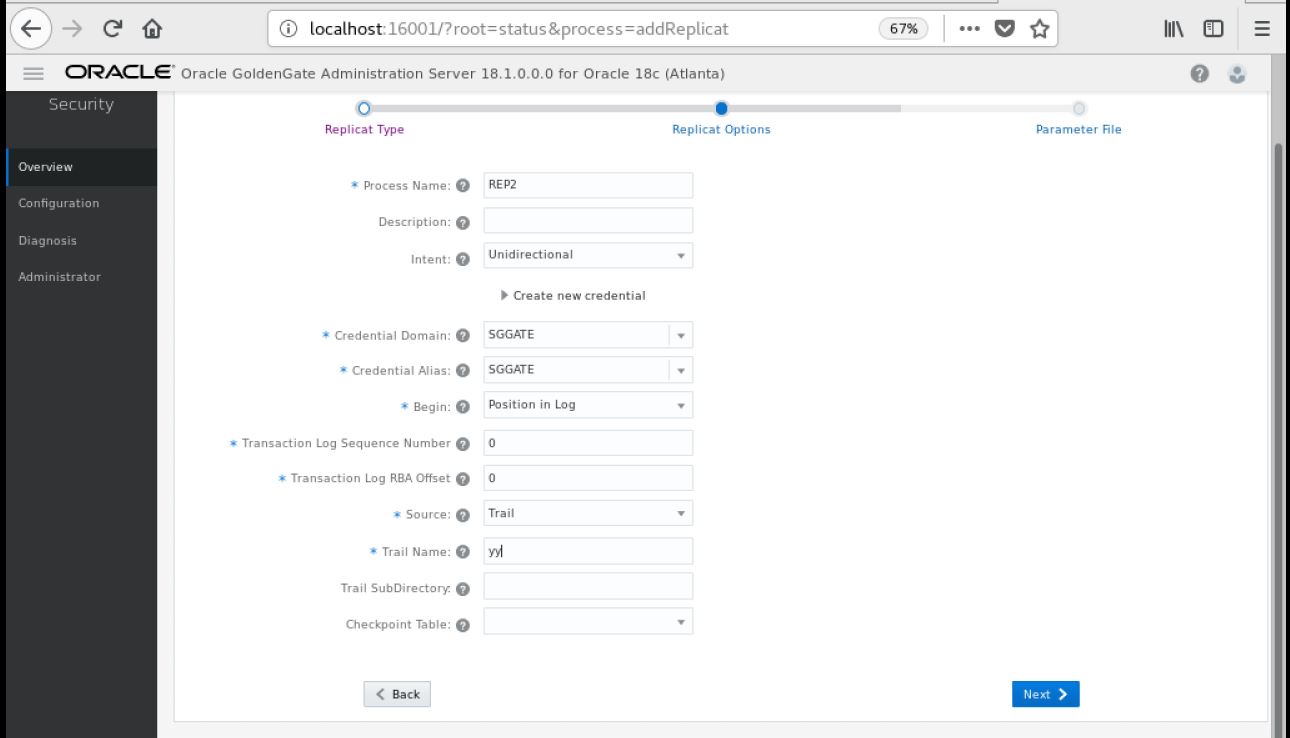 localhost:16001/?root=status&process=addReplicat 67%
ORACLE Oracle GoldenGate Administration Server 18.1.0.0.0 for Oracle 18c (Atlanta)
Security
Replicat Type Replicat Options Parameter File
Overview
Configuration
Diagnosis
Administrator
* Process Name: ? REP2
Description: ?
Intent: ? Unidirectional
Create new credential
* Credential Domain: ? SGGATE
* Credential Alias: ? SGGATE
* Begin: ? Position in Log
* Transaction Log Sequence Number ? 0
* Transaction Log RBA Offset ? 0
* Source: ? Trail
* Trail Name: ? yy
Trail SubDirectory: ?
Checkpoint Table: ?
Back Next